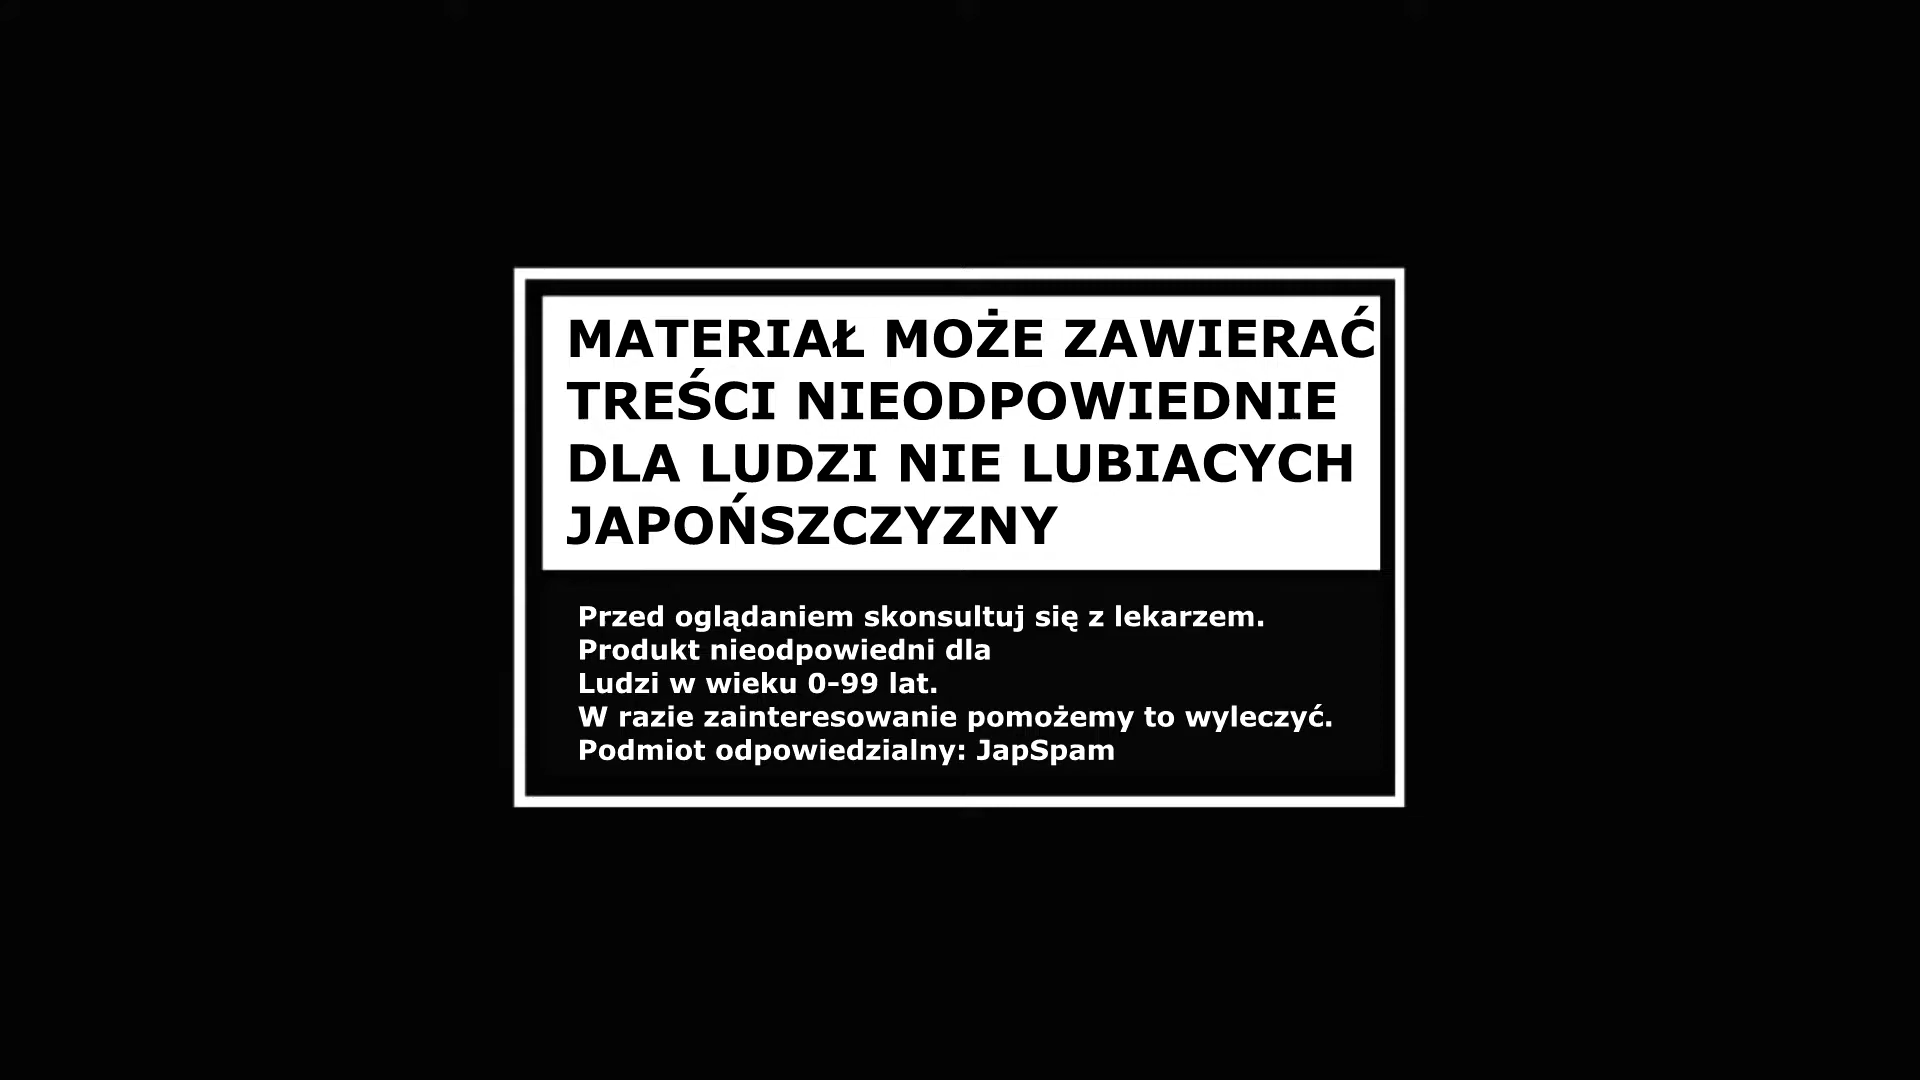 MATERIAŁ MOŻE ZAWIERAĆ
TREŚCI NIEODPOWIEDNIE
DLA LUDZI NIE LUBIACYCH
JAPOŃSZCZYZNY
Przed oglądaniem skonsultuj się z lekarzem.
Produkt nieodpowiedni dla
Ludzi w wieku 0-99 lat.
W razie zainteresowanie pomożemy to wyleczyć.
Podmiot odpowiedzialny: JapSpam